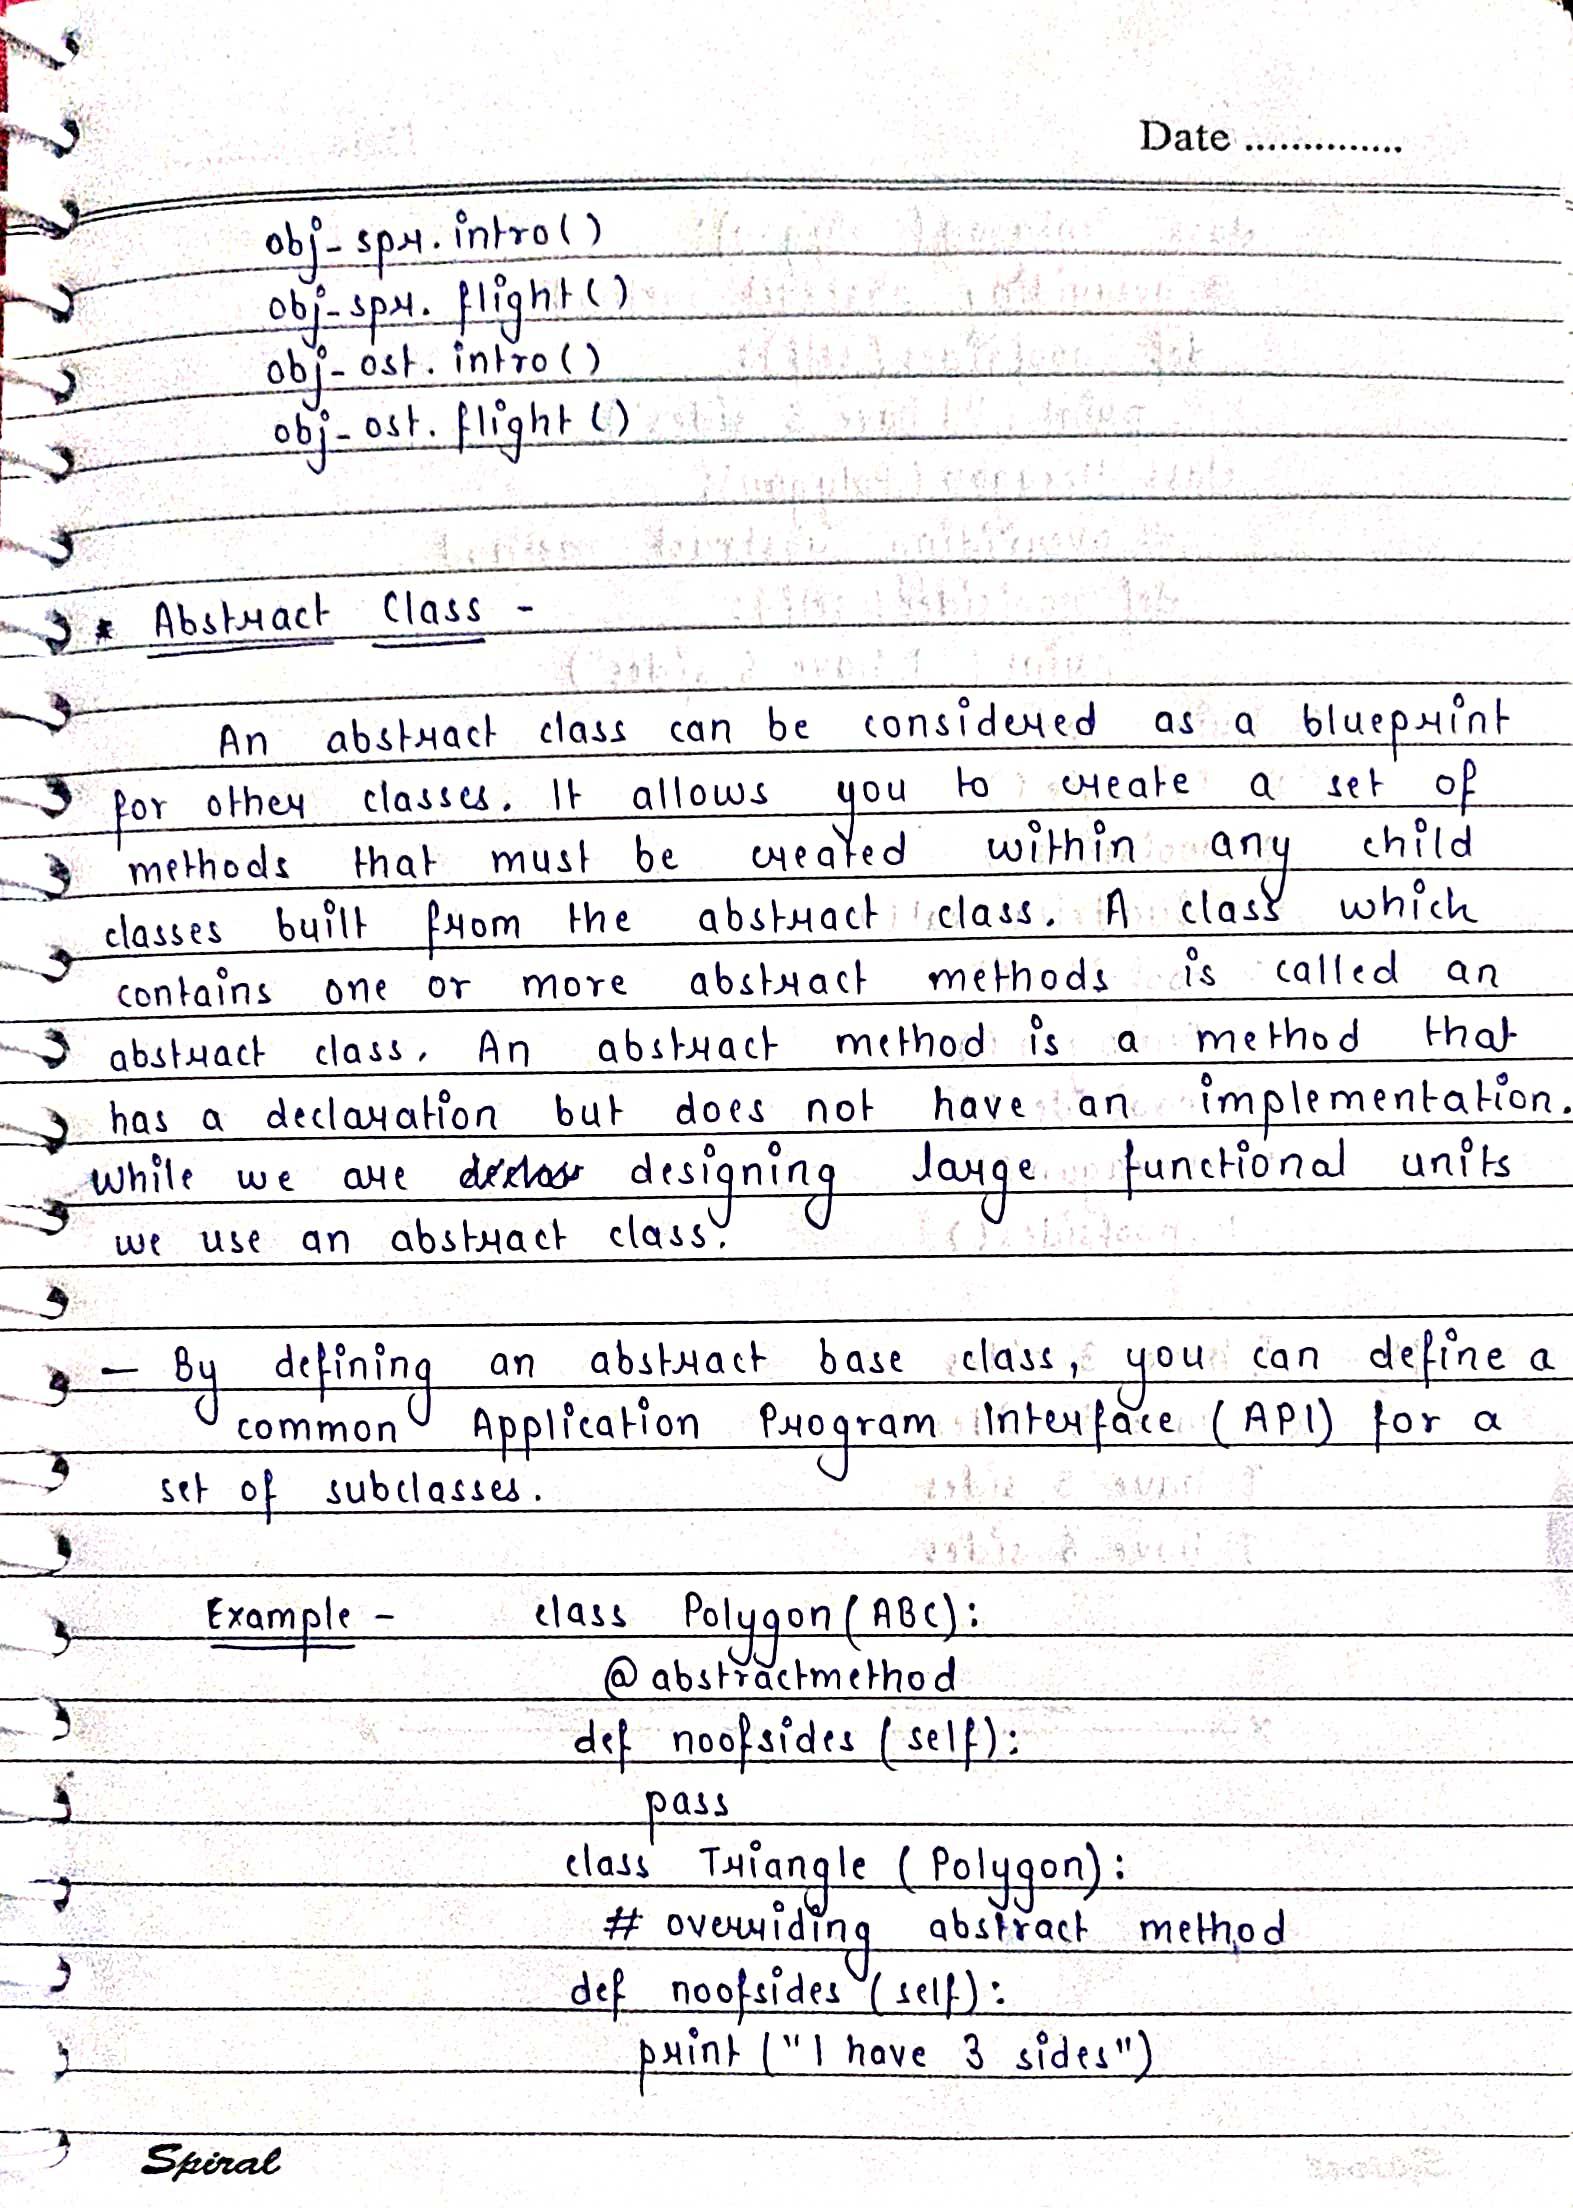 Date ..............
obj-spr.intro()
obj-spr. flight()
obj-ost. intro()
obj-ost. flight()
* Abstract Class -
An abstract class can be considered as a blueprint
for other classes. It allows you to create a set of
methods that must be created within any child
classes built from the abstract class. A class which
contains one or more abstract methods is called an
abstract class. An abstract method is a method that
has a declaration but does not have an implementation.
While we are designing large functional units
we use an abstract class.
- By defining an abstract base class, you can define a
common Application Program Interface (API) for a
set of subclasses.
Example - class Polygon(ABC):
@abstractmethod
def noofsides (self):
pass
class Triangle (Polygon):
# overriding abstract method
def noofsides (self):
print ("I have 3 sides")
Spiral